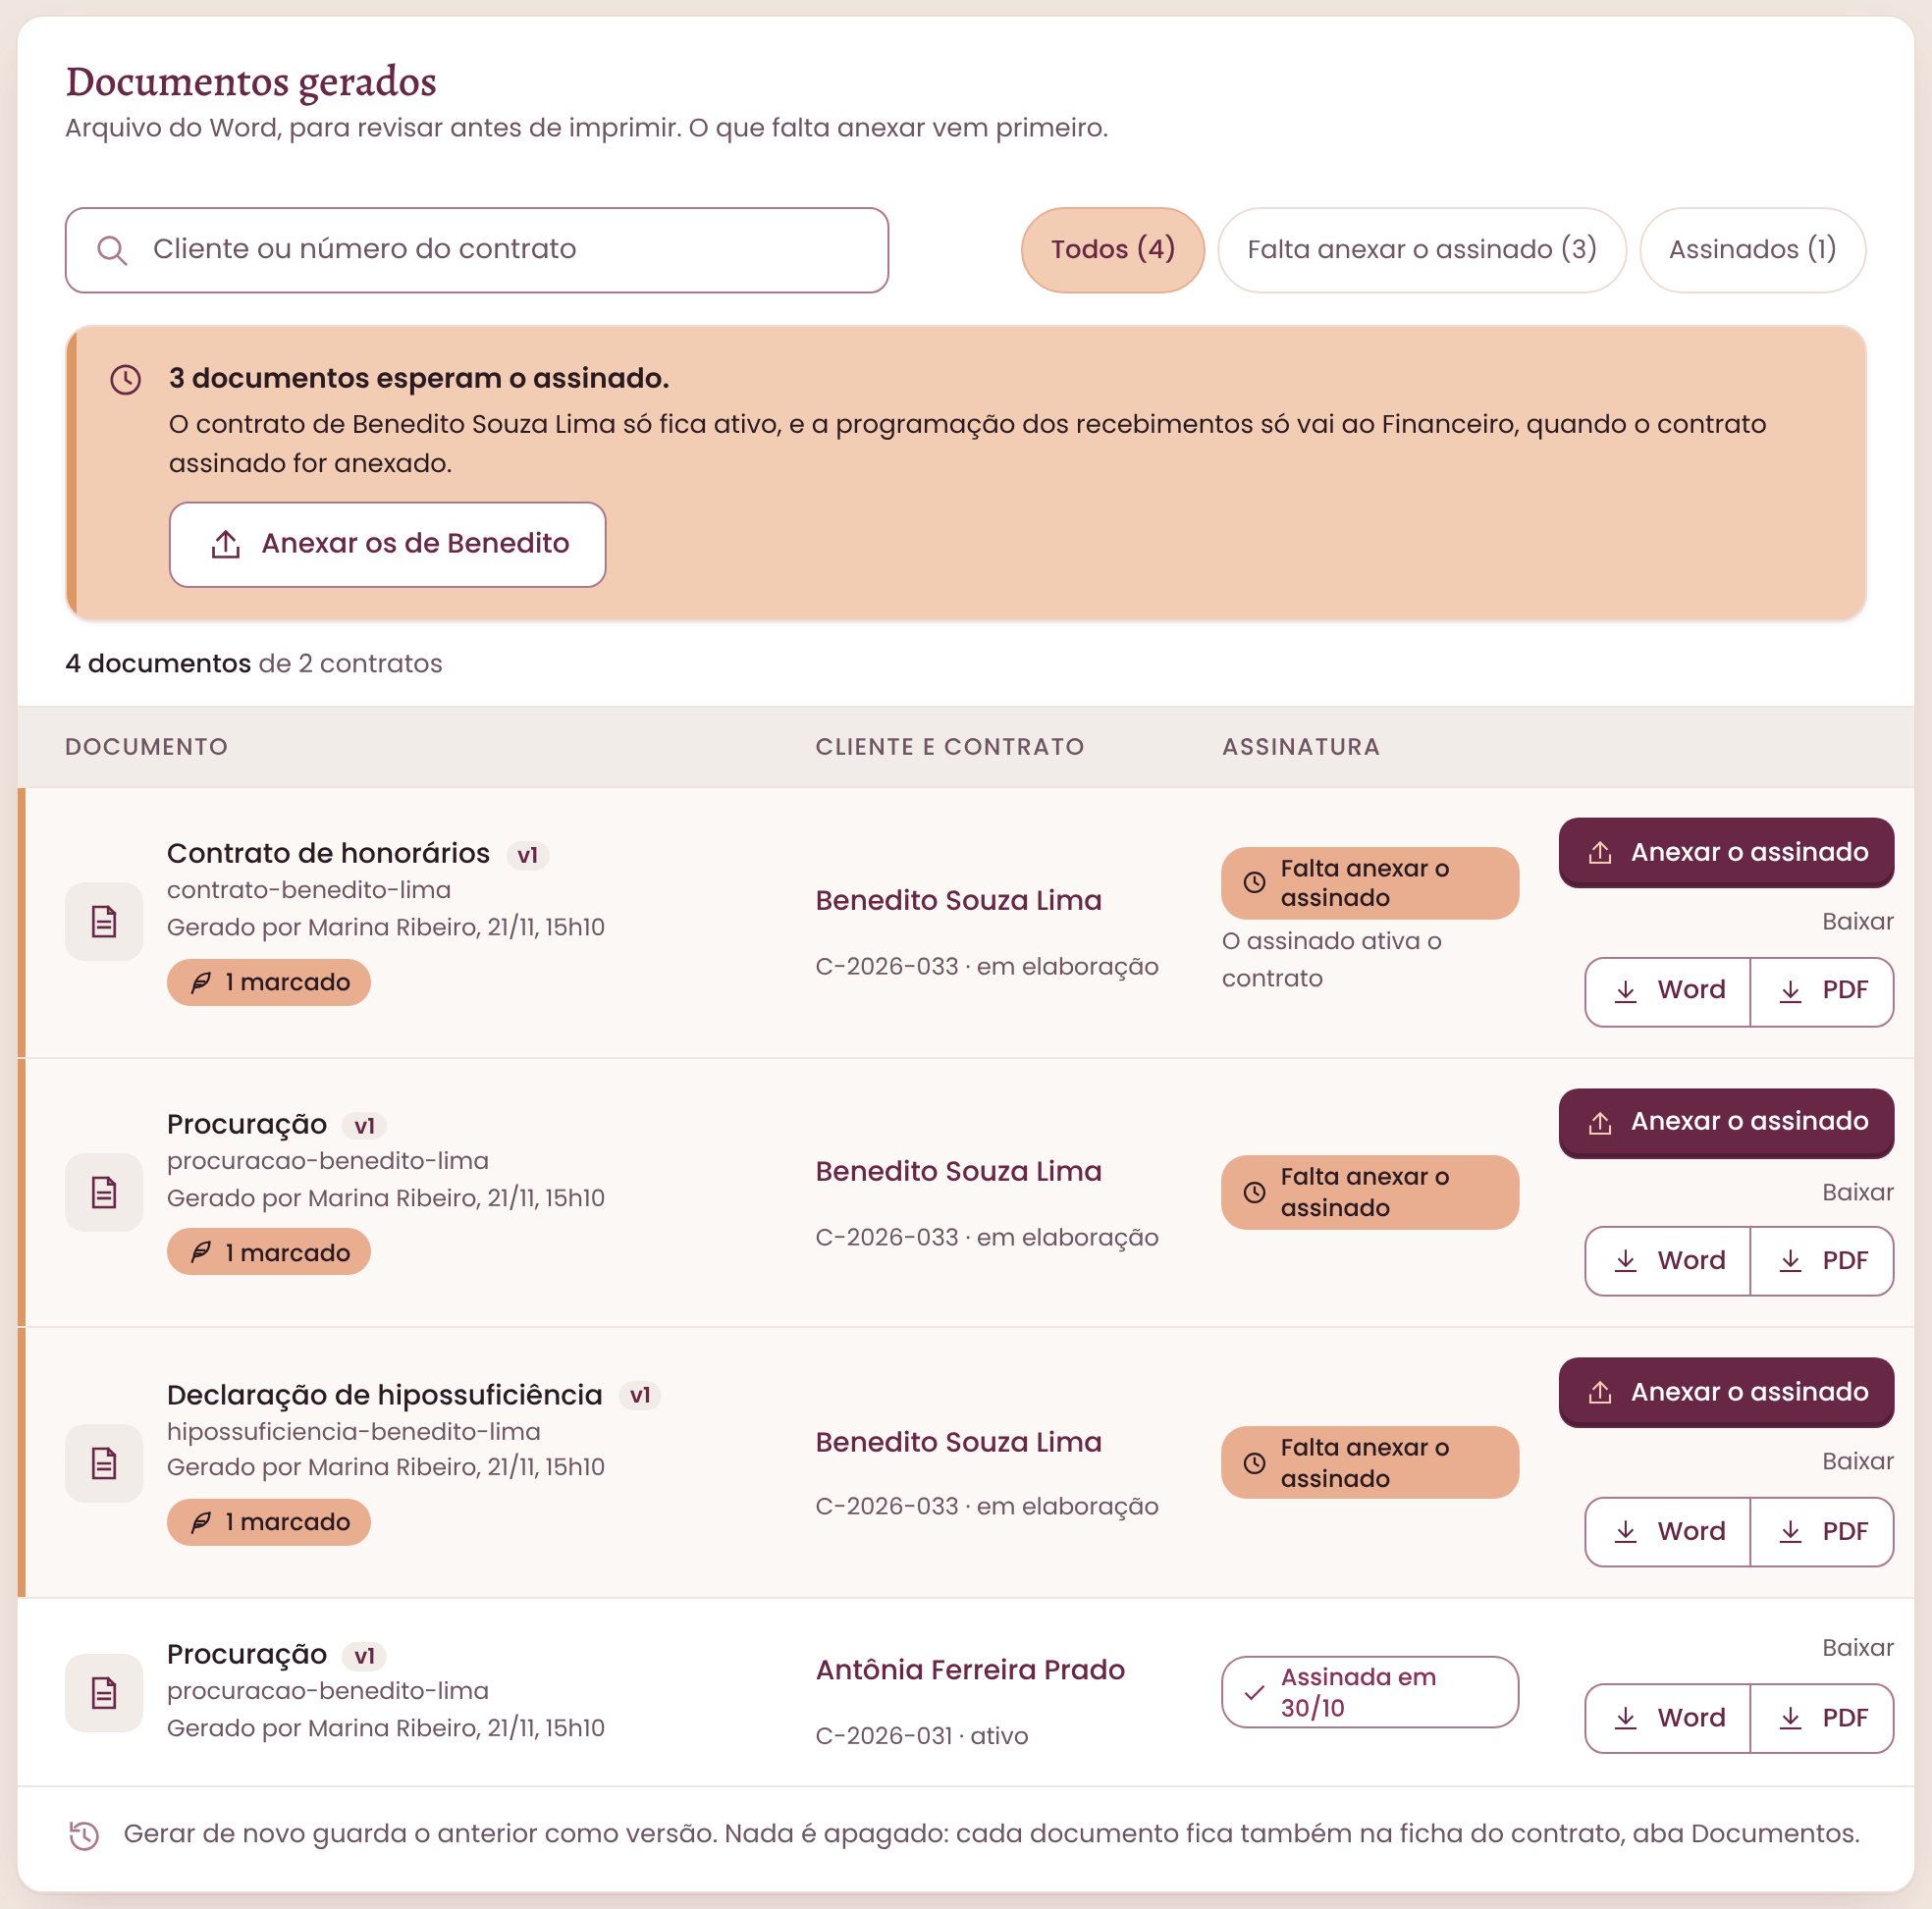 Documentos gerados
Arquivo do Word, para revisar antes de imprimir. O que falta anexar vem primeiro.
Cliente ou número do contrato
Todos (4)
Falta anexar o assinado (3)
Assinados (1)
3 documentos esperam o assinado.
O contrato de Benedito Souza Lima só fica ativo, e a programação dos recebimentos só vai ao Financeiro, quando o contrato
assinado for anexado.
Anexar os de Benedito
4 documentos de 2 contratos
DOCUMENTO
CLIENTE E CONTRATO
ASSINATURA
Contrato de honorários v1
contrato-benedito-lima
Gerado por Marina Ribeiro, 21/11, 15h10
1 marcado
Benedito Souza Lima
C-2026-033 · em elaboração
Falta anexar o
assinado
O assinado ativa o
contrato
Anexar o assinado
Baixar
Word
PDF
Procuração v1
procuracao-benedito-lima
Gerado por Marina Ribeiro, 21/11, 15h10
1 marcado
Benedito Souza Lima
C-2026-033 · em elaboração
Falta anexar o
assinado
Anexar o assinado
Baixar
Word
PDF
Declaração de hipossuficiência v1
hipossuficiencia-benedito-lima
Gerado por Marina Ribeiro, 21/11, 15h10
1 marcado
Benedito Souza Lima
C-2026-033 · em elaboração
Falta anexar o
assinado
Anexar o assinado
Baixar
Word
PDF
Procuração v1
procuracao-benedito-lima
Gerado por Marina Ribeiro, 21/11, 15h10
Antônia Ferreira Prado
C-2026-031 · ativo
Assinada em
30/10
Baixar
Word
PDF
Gerar de novo guarda o anterior como versão. Nada é apagado: cada documento fica também na ficha do contrato, aba Documentos.